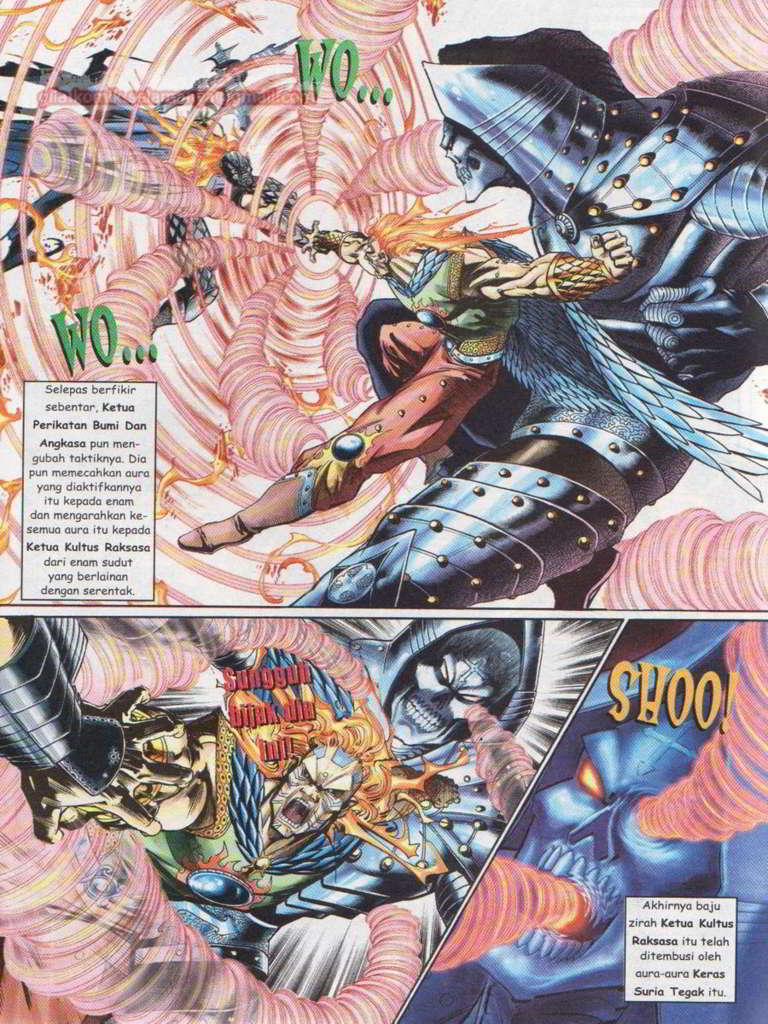 WO...
WO...
Selepas berfikir
sebentar, Ketua
Perikatan Bumi Dan
Angkasa pun men-
gubah taktiknya. Dia
pun memecahkan aura
yang diaktifkannya
itu kepada enam
dan mengarahkan ke-
semua aura itu kepada
Ketua Kultus Raksasa
dari enam sudut
yang berlainan
dengan serentak.
Sungguh
bijak dia
ini!
SHOO!
Akhirnya baju
zirah Ketua Kultus
Raksasa itu telah
ditembusi oleh
aura-aura Keras
Suria Tegak itu.